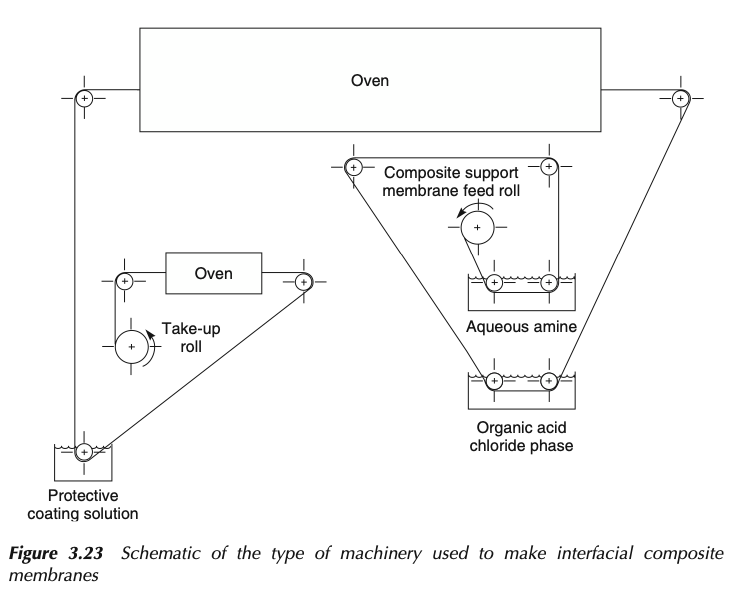 Oven
Composite support
membrane feed roll
Oven
Aqueous amine
Take-up
roll
Organic acid
chloride phase
Protective
coating solution
Figure 3.23 Schematic of the type of machinery used to make interfacial composite
membranes